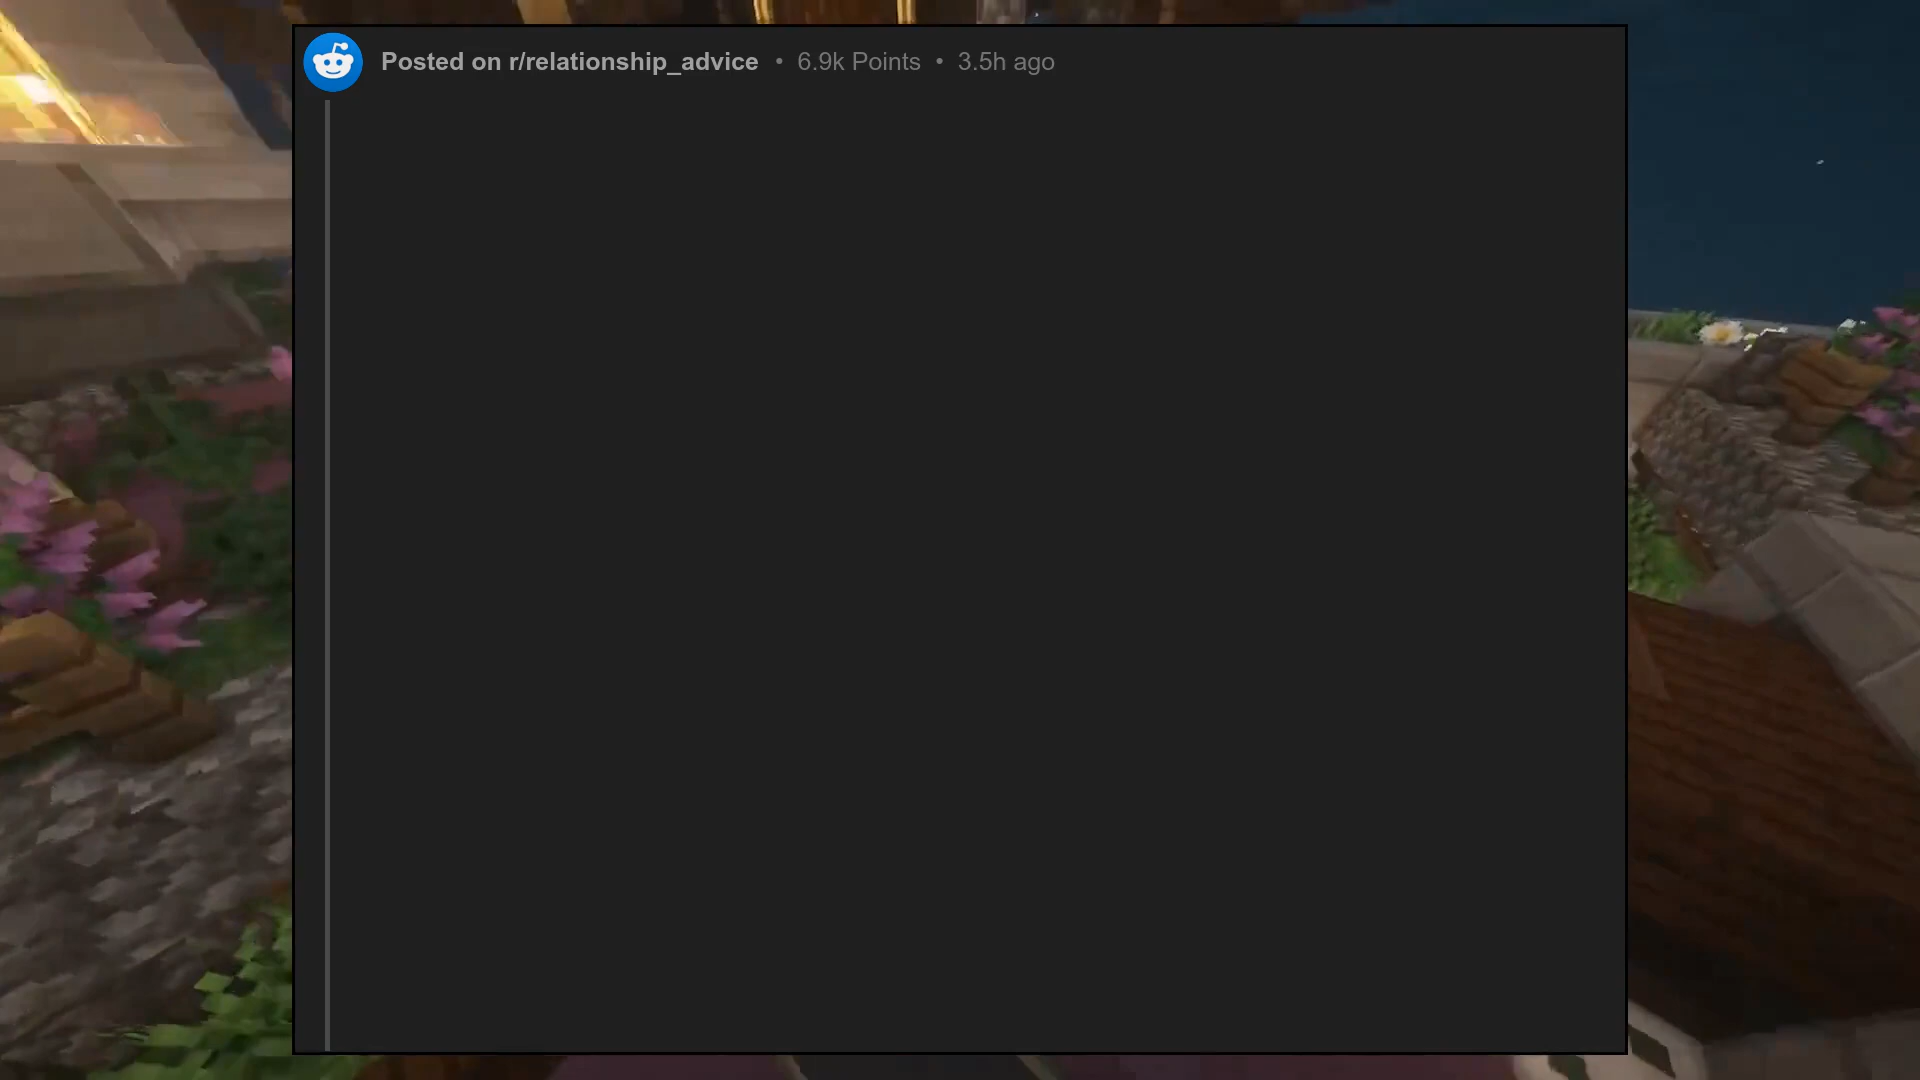 Posted on r/relationship_advice • 6.9k Points • 3.5h ago